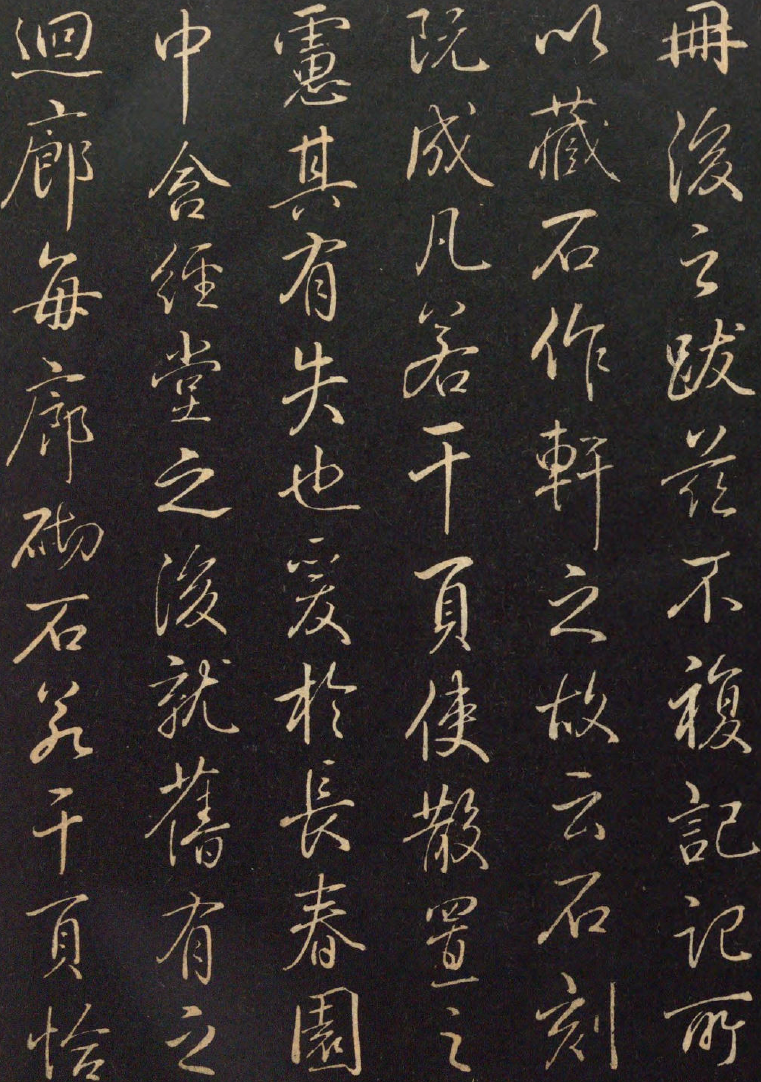 冊後之跋茲不複記記所
以藏石作軒之故云石刻
既成凡若干頁使散置之
慮其有失也爰於長春園
中含經堂之後就舊有之
迴廊每廊砌石若干頁恰